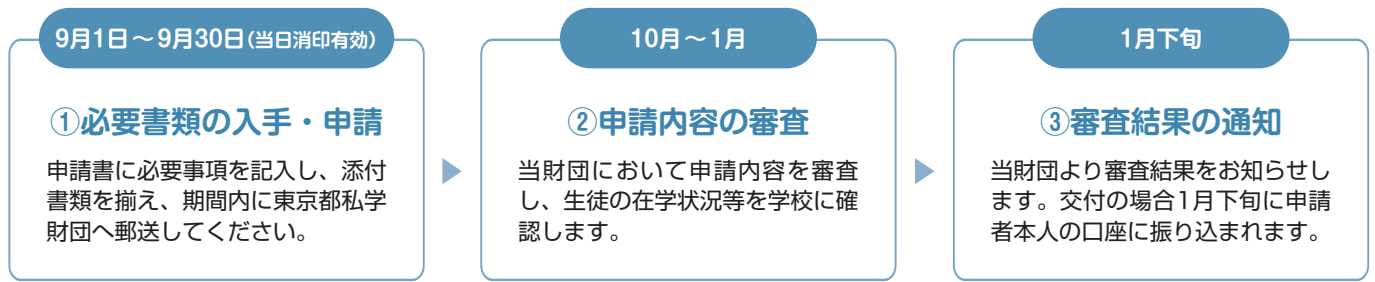 9月1日～9月30日(当日消印有効)
①必要書類の入手・申請
申請書に必要事項を記入し、添付
書類を揃え、期間内に東京都私学
財団へ郵送してください。
10月～1月
②申請内容の審査
当財団において申請内容を審査
し、生徒の在学状況等を学校に確
認します。
1月下旬
③審査結果の通知
当財団より審査結果をお知らせし
ます。交付の場合1月下旬に申請
者本人の口座に振り込まれます。